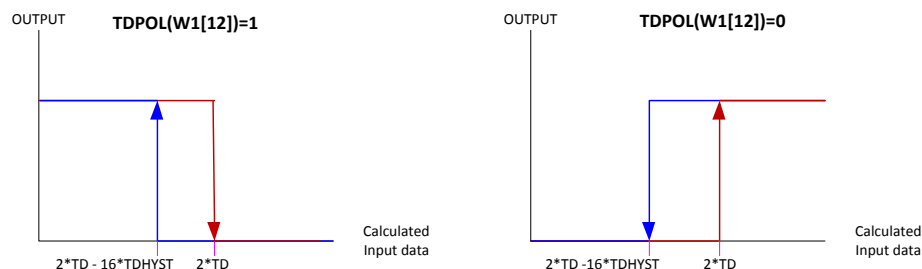 OUTPUT
TDPOL(W1[12])=1
Calculated
Input data
2*TD - 16*TDHYST
2*TD
OUTPUT
TDPOL(W1[12])=0
Calculated
Input data
2*TD -16*TDHYST
2*TD